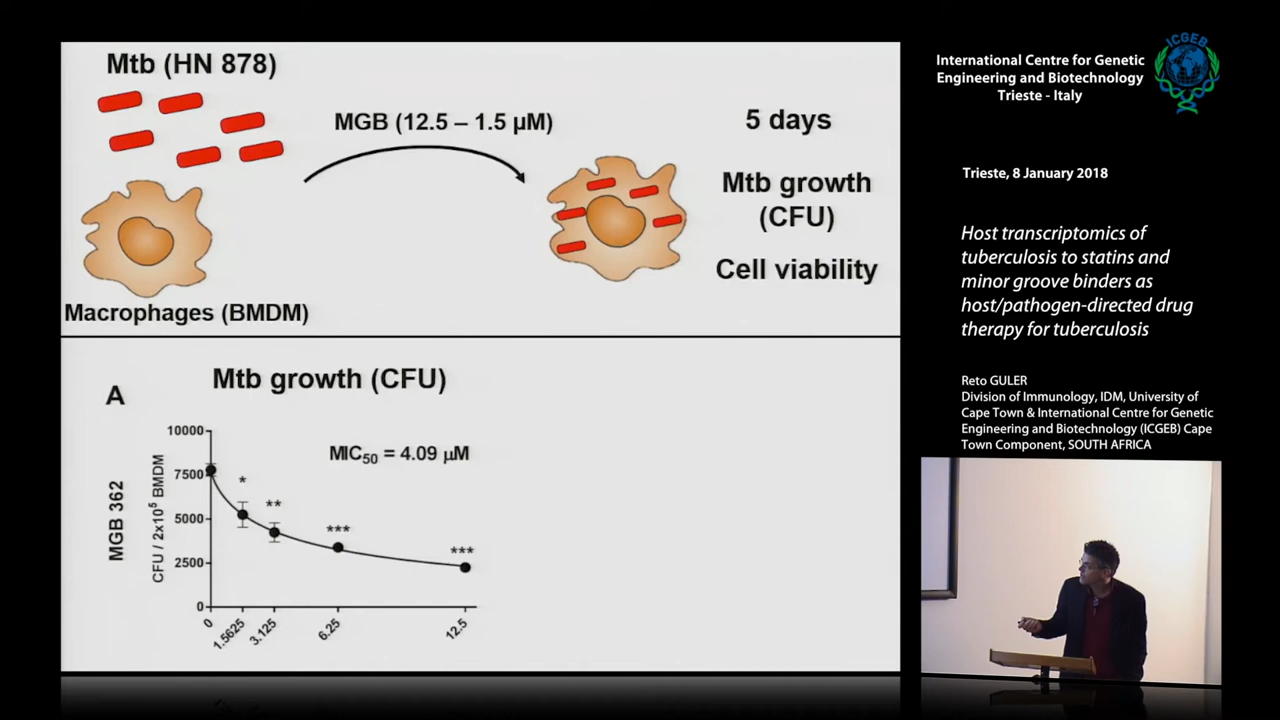 Mtb (HN 878)
MGB (12.5 – 1.5 µM)
5 days
Mtb growth
(CFU)
Cell viability
Macrophages (BMDM)
A
Mtb growth (CFU)
MGB 362
CFU / 2x10⁵ BMDM
10000
7500
5000
2500
0
MIC₅₀ = 4.09 µM
*
**
***
***
0
1.5625
3.125
6.25
12.5
International Centre for Genetic
Engineering and Biotechnology
Trieste - Italy
ICGEB
Trieste, 8 January 2018
Host transcriptomics of
tuberculosis to statins and
minor groove binders as
host/pathogen-directed drug
therapy for tuberculosis
Reto GULER
Division of Immunology, IDM, University of
Cape Town & International Centre for Genetic
Engineering and Biotechnology (ICGEB) Cape
Town Component, SOUTH AFRICA